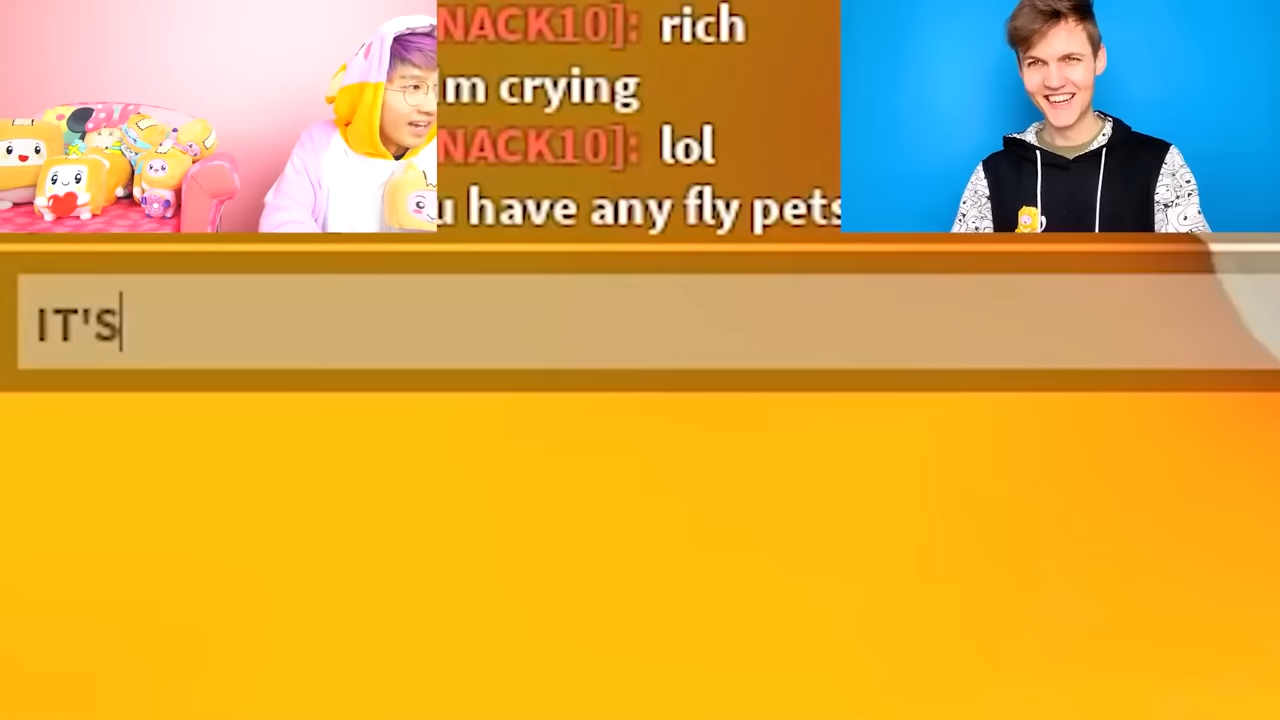 NACK10]: rich
m crying
NACK10]: lol
u have any fly pets
IT'S